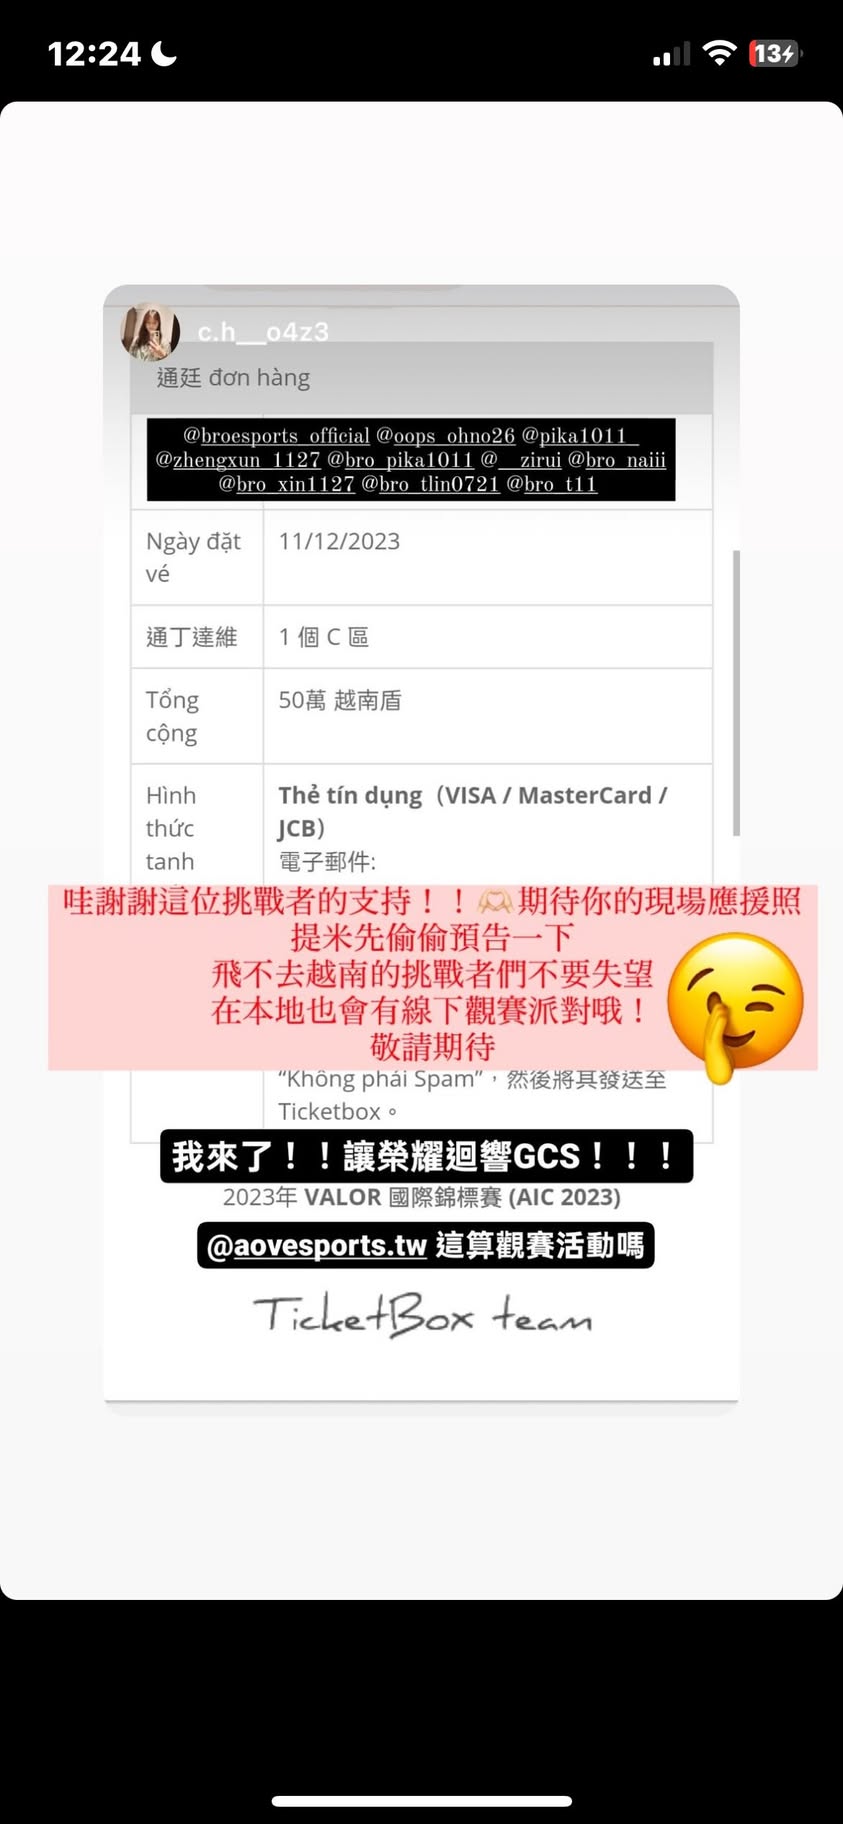 12:24
13
c.h__o4z3
通廷 đơn hàng
@broesports_official @oops_ohno26 @pika1011_
@zhengxun_1127 @bro_pika1011 @__zirui @bro_naiii
@bro_xin1127 @bro_tlin0721 @bro_t11
Ngày đặt vé
11/12/2023
通丁達維
1 個 C 區
Tổng cộng
50萬 越南盾
Hình thức tanh
Thẻ tín dụng（VISA / MasterCard /
JCB）
電子郵件:
哇謝謝這位挑戰者的支持！！🫶🏻期待你的現場應援照
提米先偷偷預告一下
飛不去越南的挑戰者們不要失望
在本地也會有線下觀賽派對哦！
敬請期待
“Không phải Spam”，然後將其發送至
Ticketbox。
我來了！！讓榮耀迴響GCS！！！
2023年 VALOR 國際錦標賽 (AIC 2023)
@aovesports.tw 這算觀賽活動嗎
TicketBox team